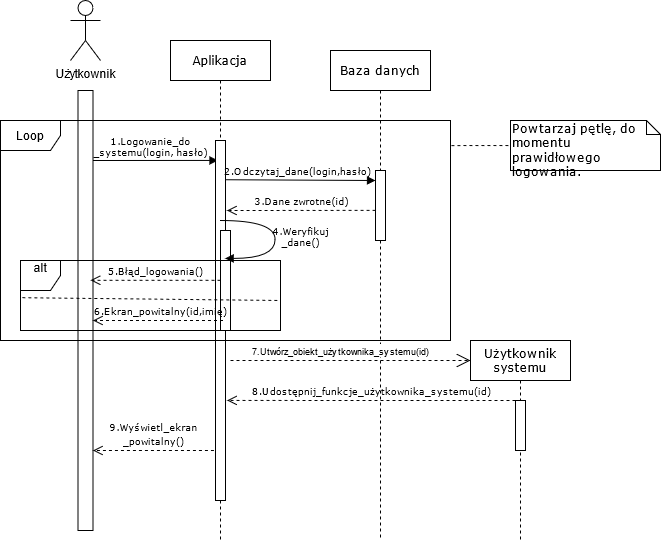 Użytkownik
Aplikacja
Baza danych
Loop
Powtarzaj pętlę, do
momentu
prawidłowego
logowania.
1.Logowanie_do
_systemu(login, hasło)
2.Odczytaj_dane(login,hasło)
3.Dane zwrotne(id)
4.Weryfikuj
_dane()
alt
5.Błąd_logowania()
6.Ekran_powitalny(id,imię)
7.Utwórz_obiekt_użytkownika_systemu(id)
Użytkownik
systemu
8.Udostępnij_funkcje_użytkownika_systemu(id)
9.Wyświetl_ekran
_powitalny()